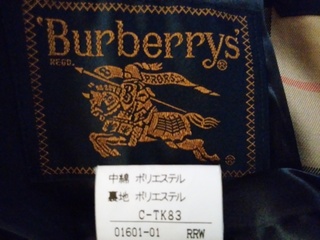 Burberrys'
REGD.
®
B
PRORSUM
中綿 ポリエステル
裏地 ポリエステル
C-TK83
01601-01 RRW